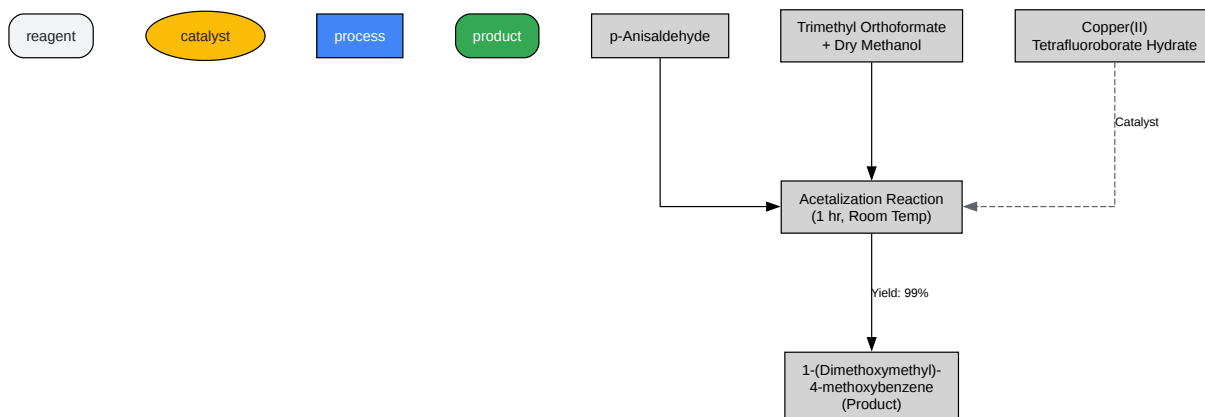 reagent
catalyst
process
product
p-Anisaldehyde
Trimethyl Orthoformate
+ Dry Methanol
Copper(II)
Tetrafluoroborate Hydrate
Catalyst
Acetalization Reaction
(1 hr, Room Temp)
Yield: 99%
1-(Dimethoxymethyl)-
4-methoxybenzene
(Product)